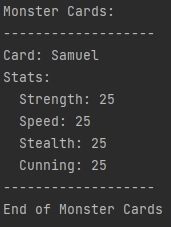 Monster Cards:
-------------------
Card: Samuel
Stats:
  Strength: 25
  Speed: 25
  Stealth: 25
  Cunning: 25
-------------------
End of Monster Cards